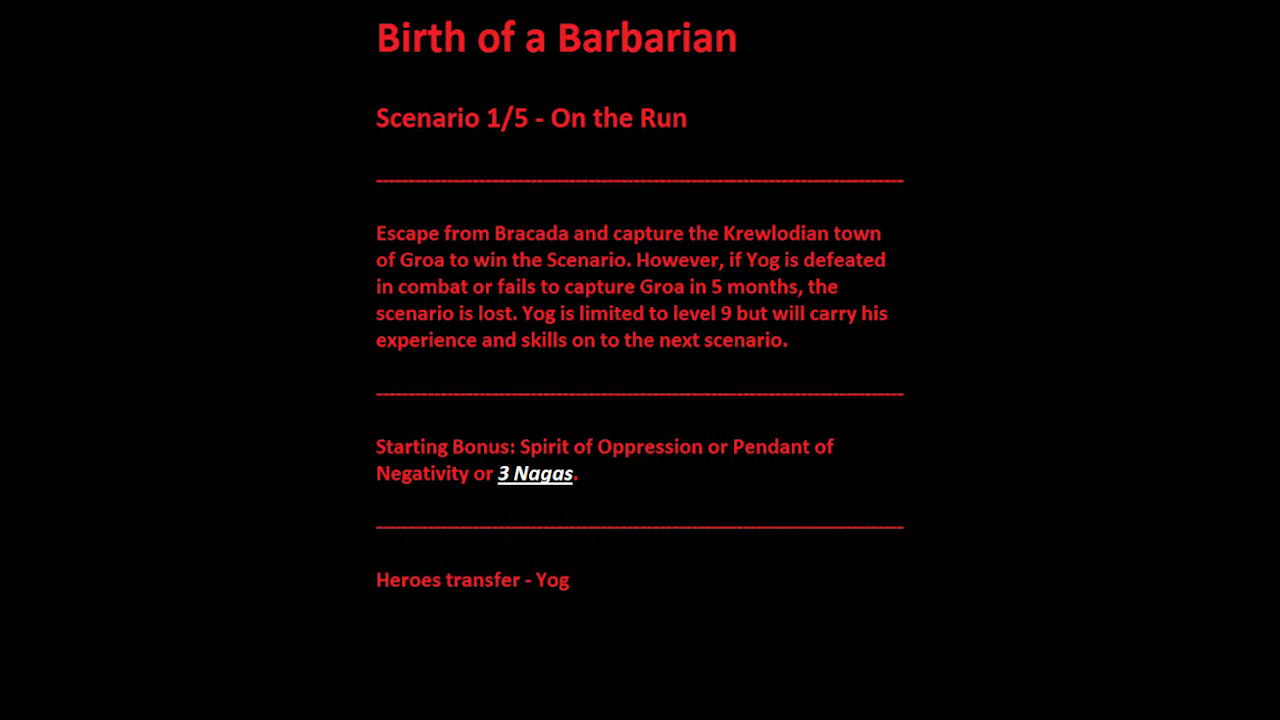 Birth of a Barbarian
Scenario 1/5 - On the Run
Escape from Bracada and capture the Krewlodian town
of Groa to win the Scenario. However, if Yog is defeated
in combat or fails to capture Groa in 5 months, the
scenario is lost. Yog is limited to level 9 but will carry his
experience and skills on to the next scenario.
Starting Bonus: Spirit of Oppression or Pendant of
Negativity or 3 Nagas.
Heroes transfer - Yog